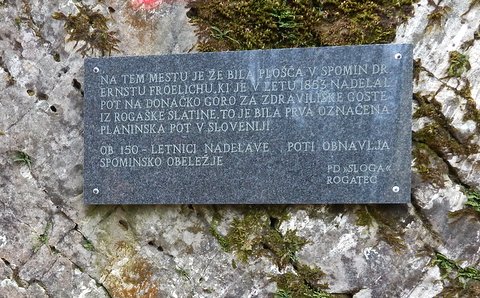 NA TEM MESTU JE ŽE BILA PLOŠČA V SPOMIN DR.
ERNSTU FROELICHU, KI JE V LETU 1853 NADELAL
POT NA DONAČKO GORO ZA ZDRAVILIŠKE GOSTE
IZ ROGAŠKE SLATINE. TO JE BILA PRVA OZNAČENA
PLANINSKA POT V SLOVENIJI
OB 150-LETNICI NADELAVE POTI OBNAVLJA
SPOMINSKO OBELEŽJE
PD »SLOGA«
ROGATEC